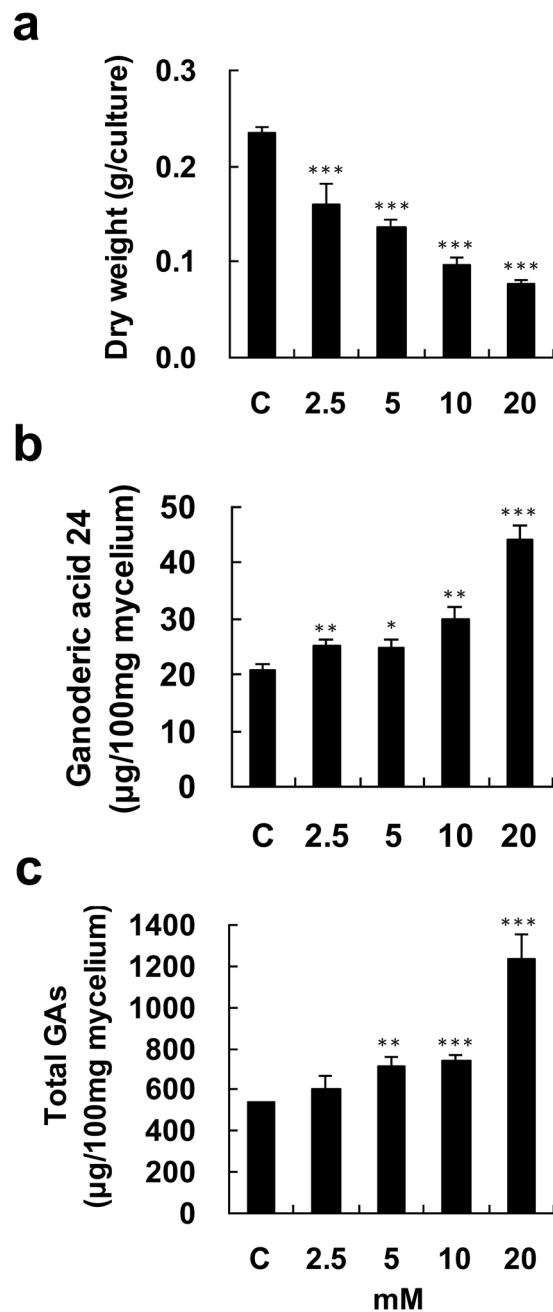 a
Dry weight (g/culture)
0.3
0.2
0.1
0.0
***
***
***
***
C 2.5 5 10 20
b
Ganoderic acid 24
(µg/100mg mycelium)
50
40
30
20
10
0
**
*
**
***
C 2.5 5 10 20
c
Total GAs
(µg/100mg mycelium)
1400
1200
1000
800
600
400
200
0
**
***
***
C 2.5 5 10 20
mM